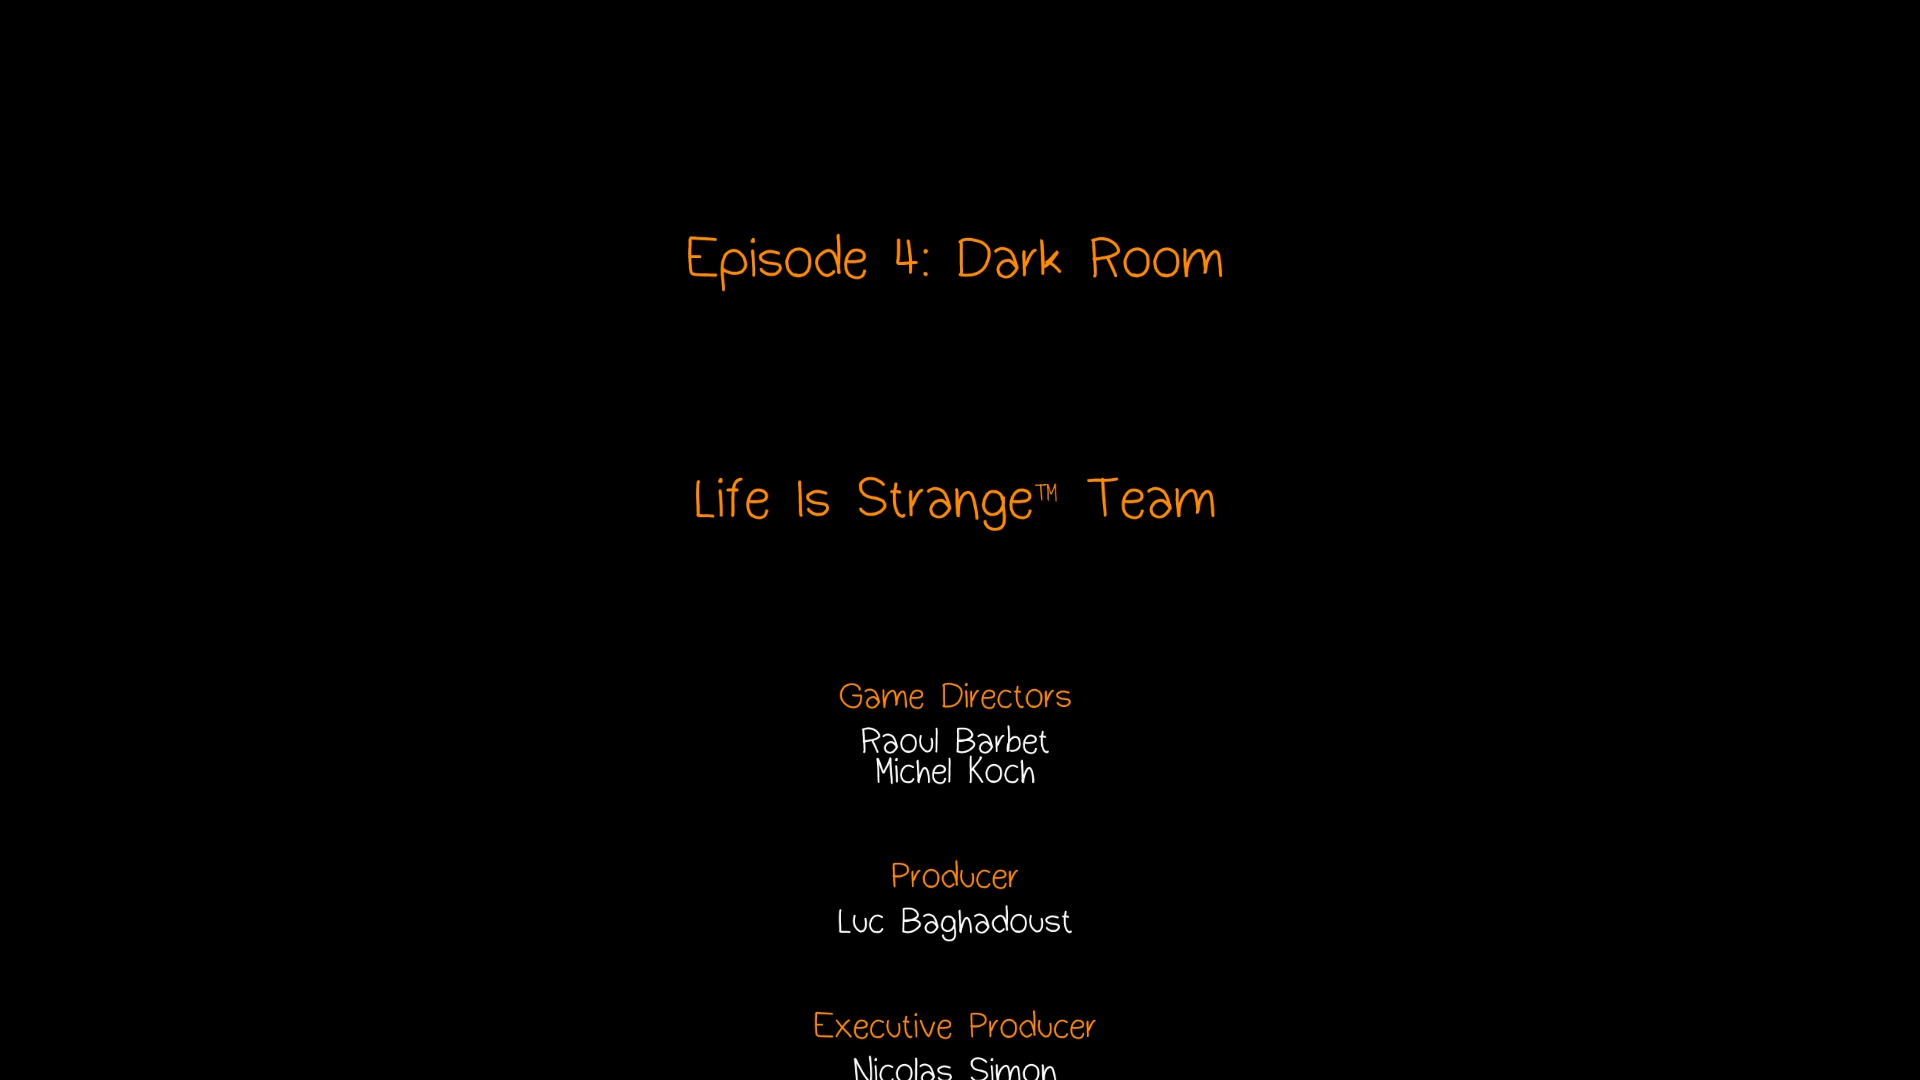 Episode 4: Dark Room
Life Is Strange™ Team
Game Directors
Raoul Barbet
Michel Koch
Producer
Luc Baghadoust
Executive Producer
Nicolas Simon